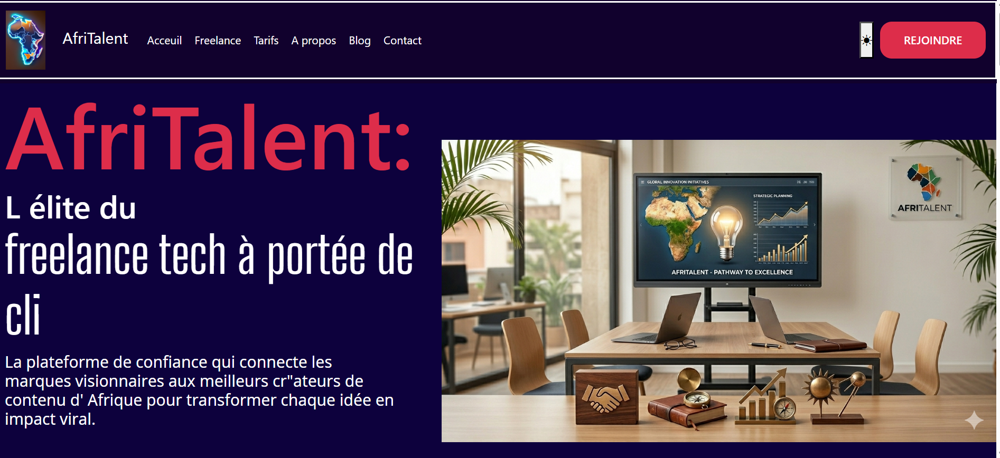 AfriTalent
Acceuil Freelance Tarifs A propos Blog Contact
REJOINDRE
AfriTalent:
L élite du
freelance tech à portée de
cli
La plateforme de confiance qui connecte les
marques visionnaires aux meilleurs cr"ateurs de
contenu d' Afrique pour transformer chaque idée en
impact viral.
GLORAL INNOVATION INITIATIVES
STRATEGIC PLANHING
AFRITALENT - PATHWAY TO EXCELLENCE
AFRITALENT